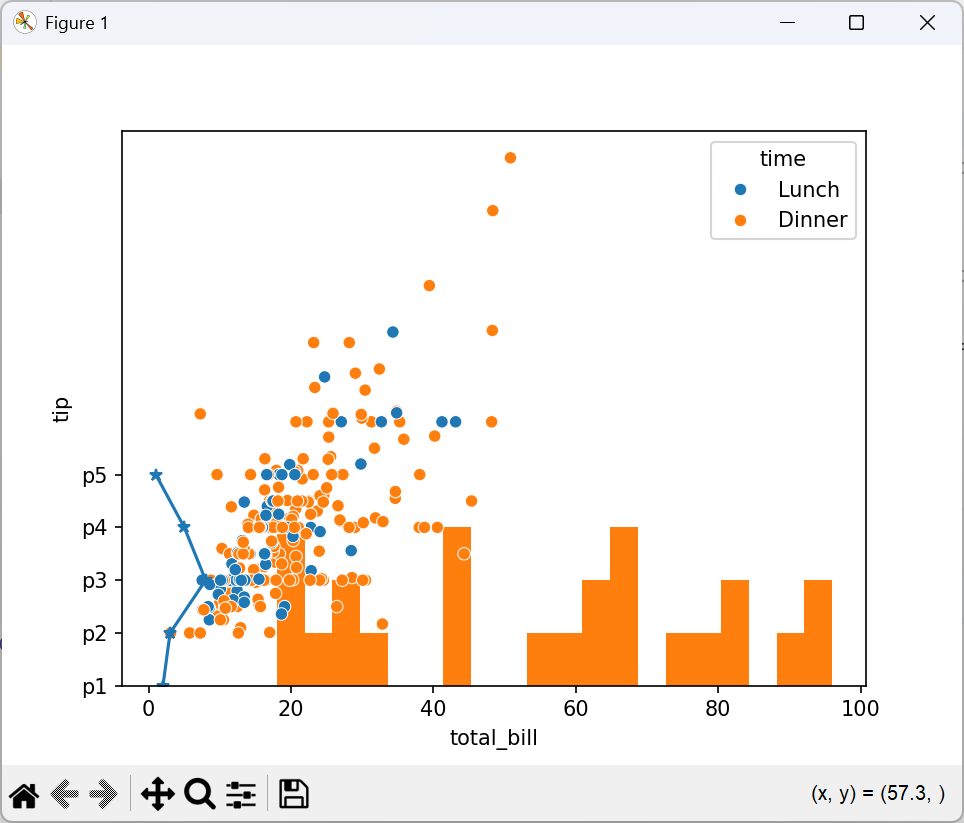 Figure 1
time
Lunch
Dinner
tip
p5
p4
p3
p2
p1
0 20 40 60 80 100
total_bill
(x, y) = (57.3, )